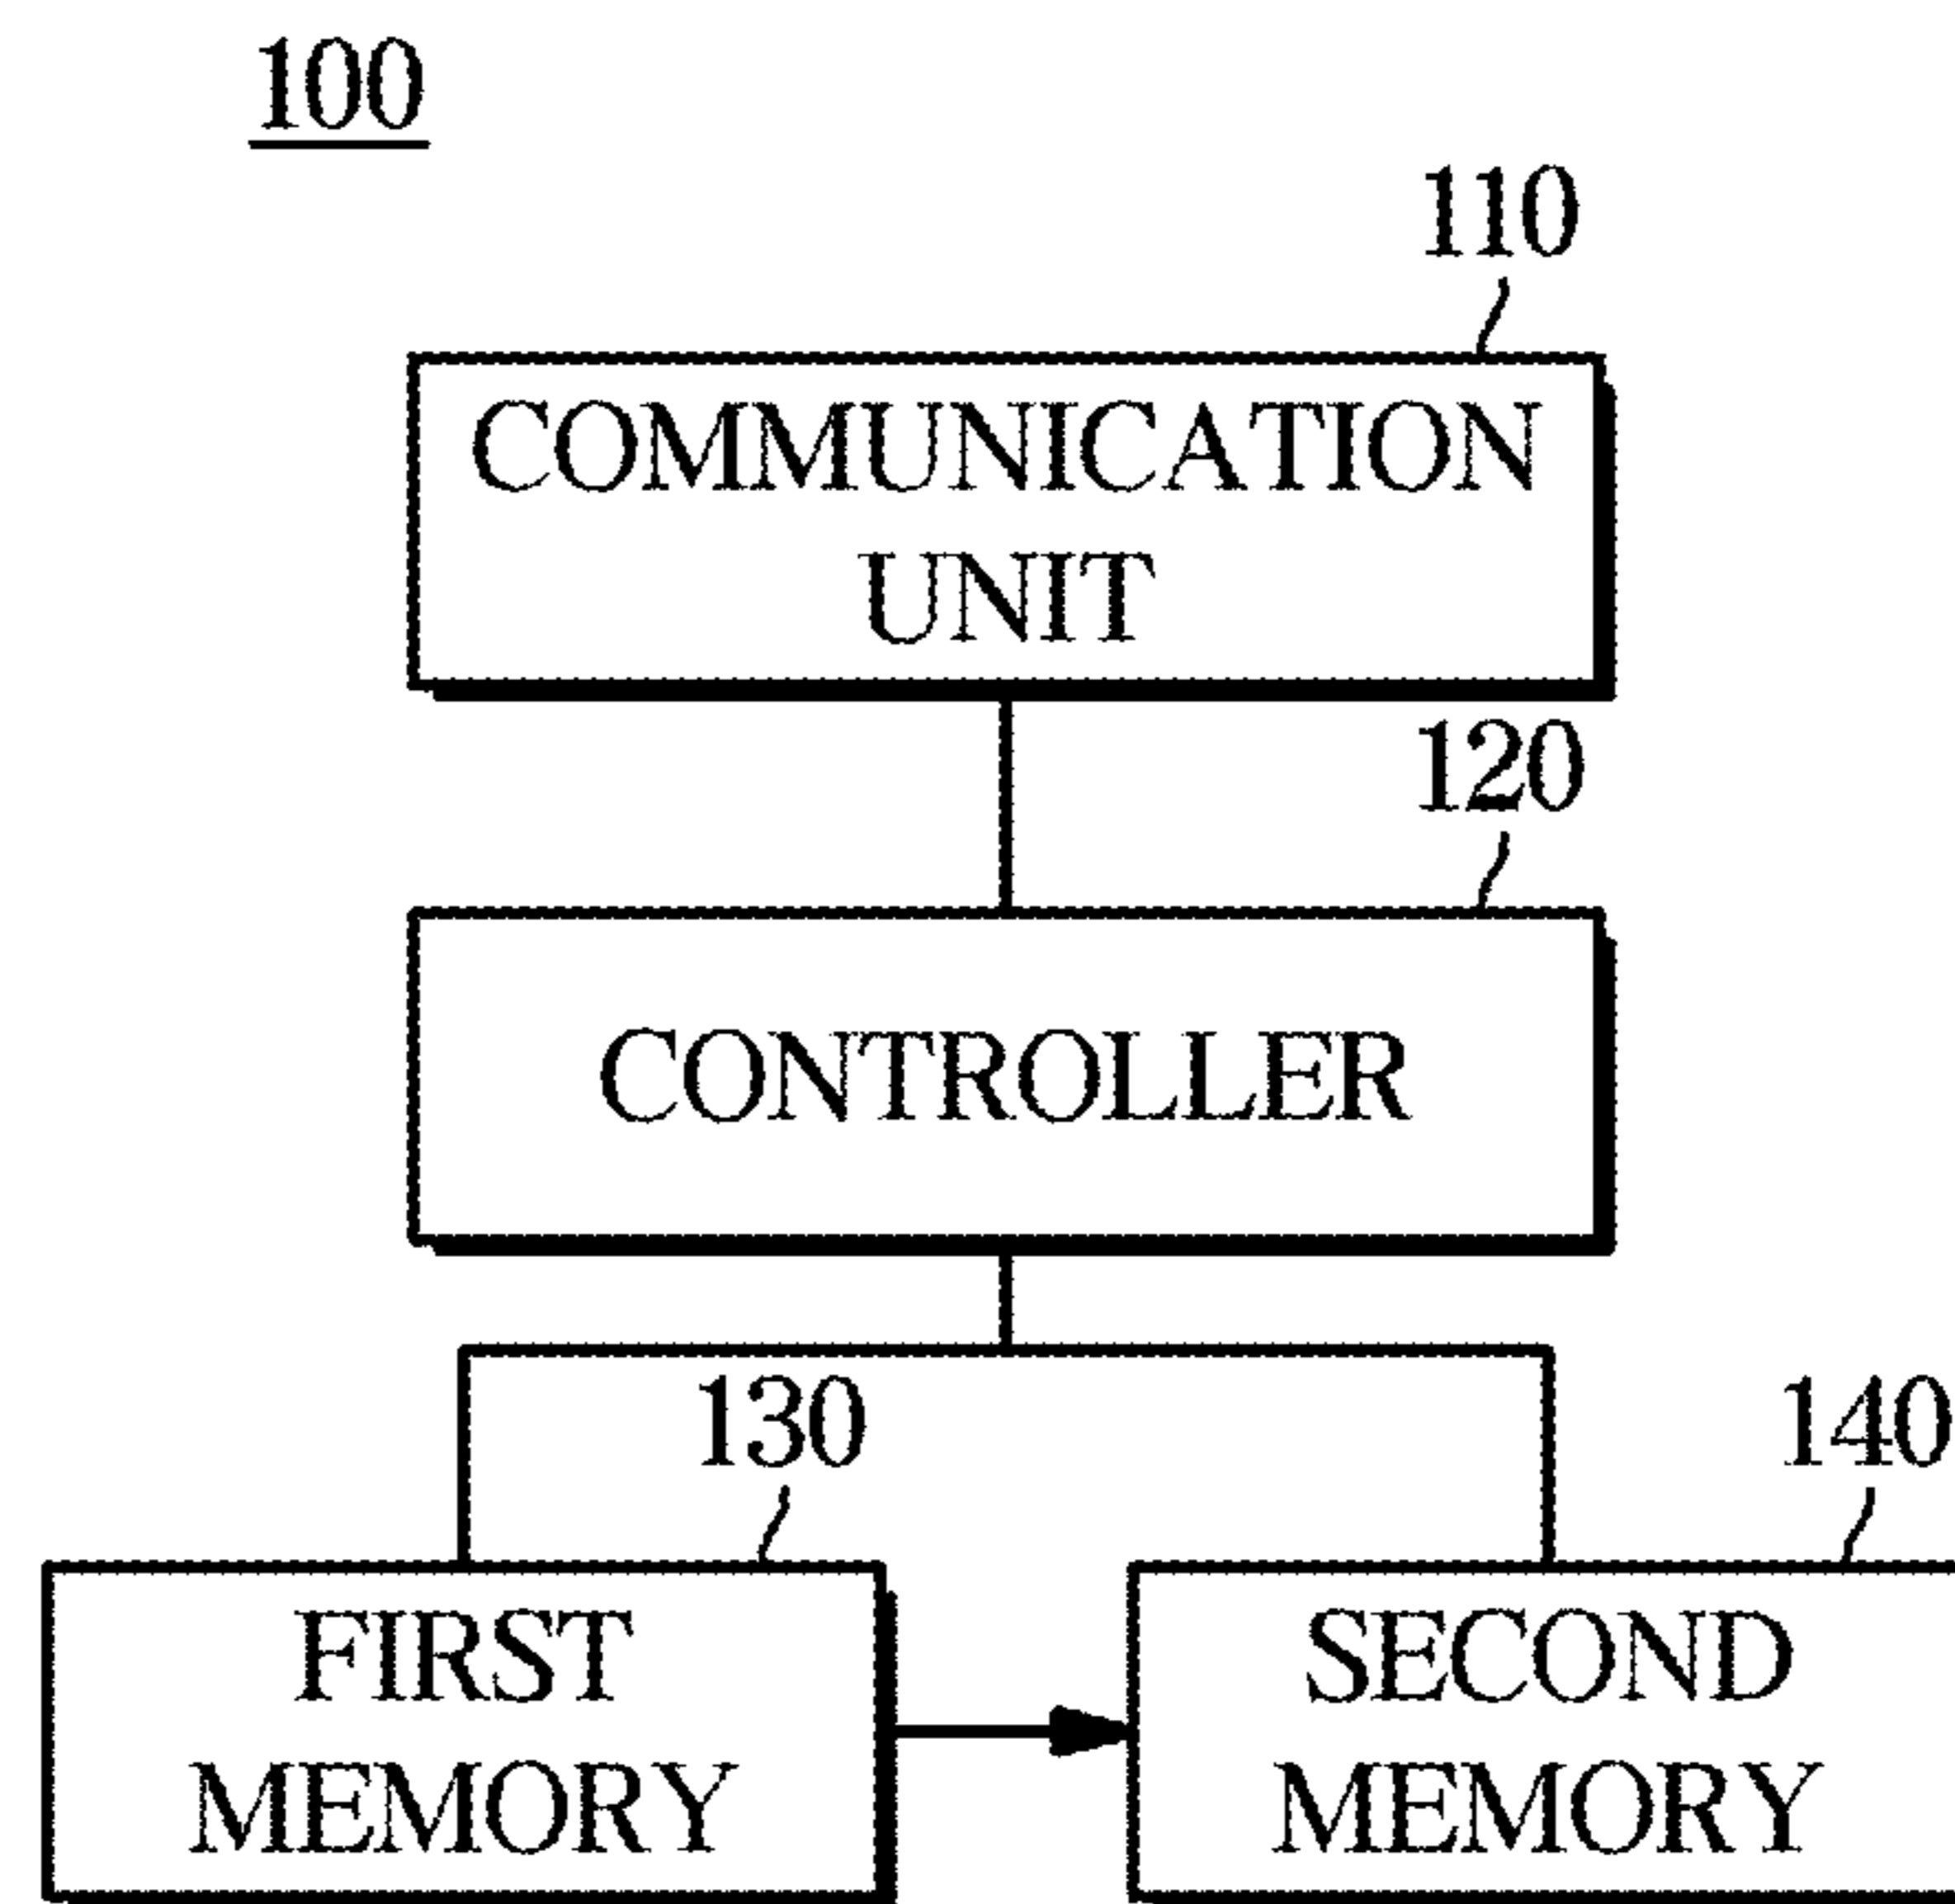 100
110
COMMUNICATION
UNIT
120
CONTROLLER
130
140
FIRST
MEMORY
SECOND
MEMORY